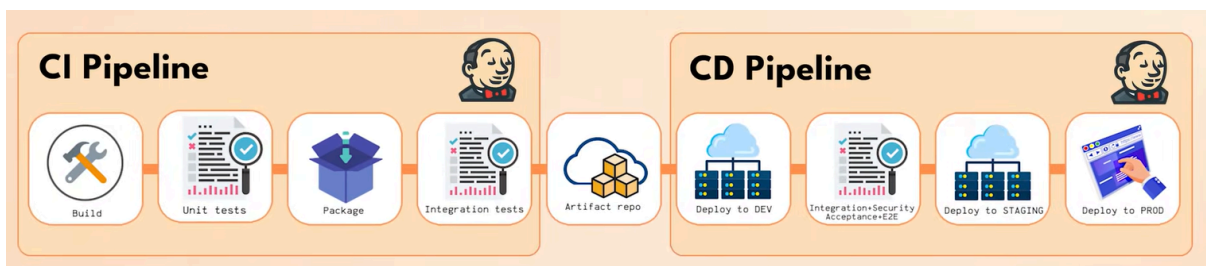 CI Pipeline
CD Pipeline
Build
Unit tests
Package
Integration tests
Artifact repo
Deploy to DEV
Integration+Security
Acceptance+E2E
Deploy to STAGING
Deploy to PROD